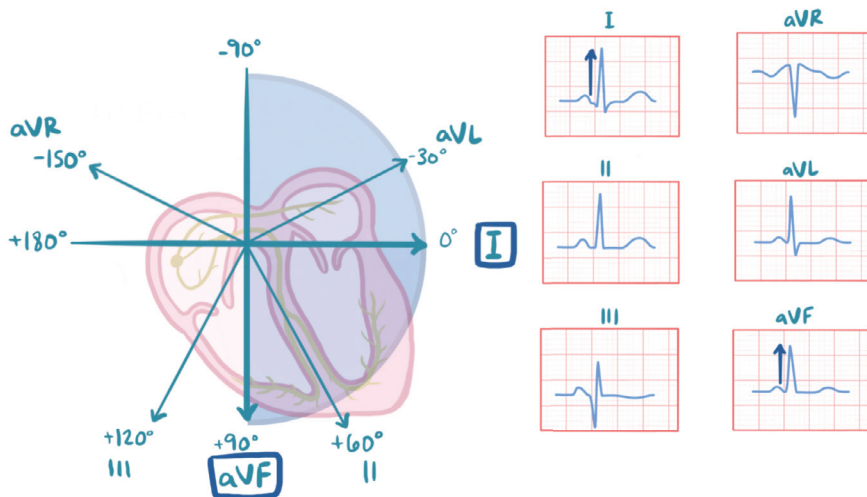 -90°
aVR
-150°
aVL
-30°
+180°
0°
I
+120°
III
+90°
aVF
+60°
II
I
aVR
II
aVL
III
aVF